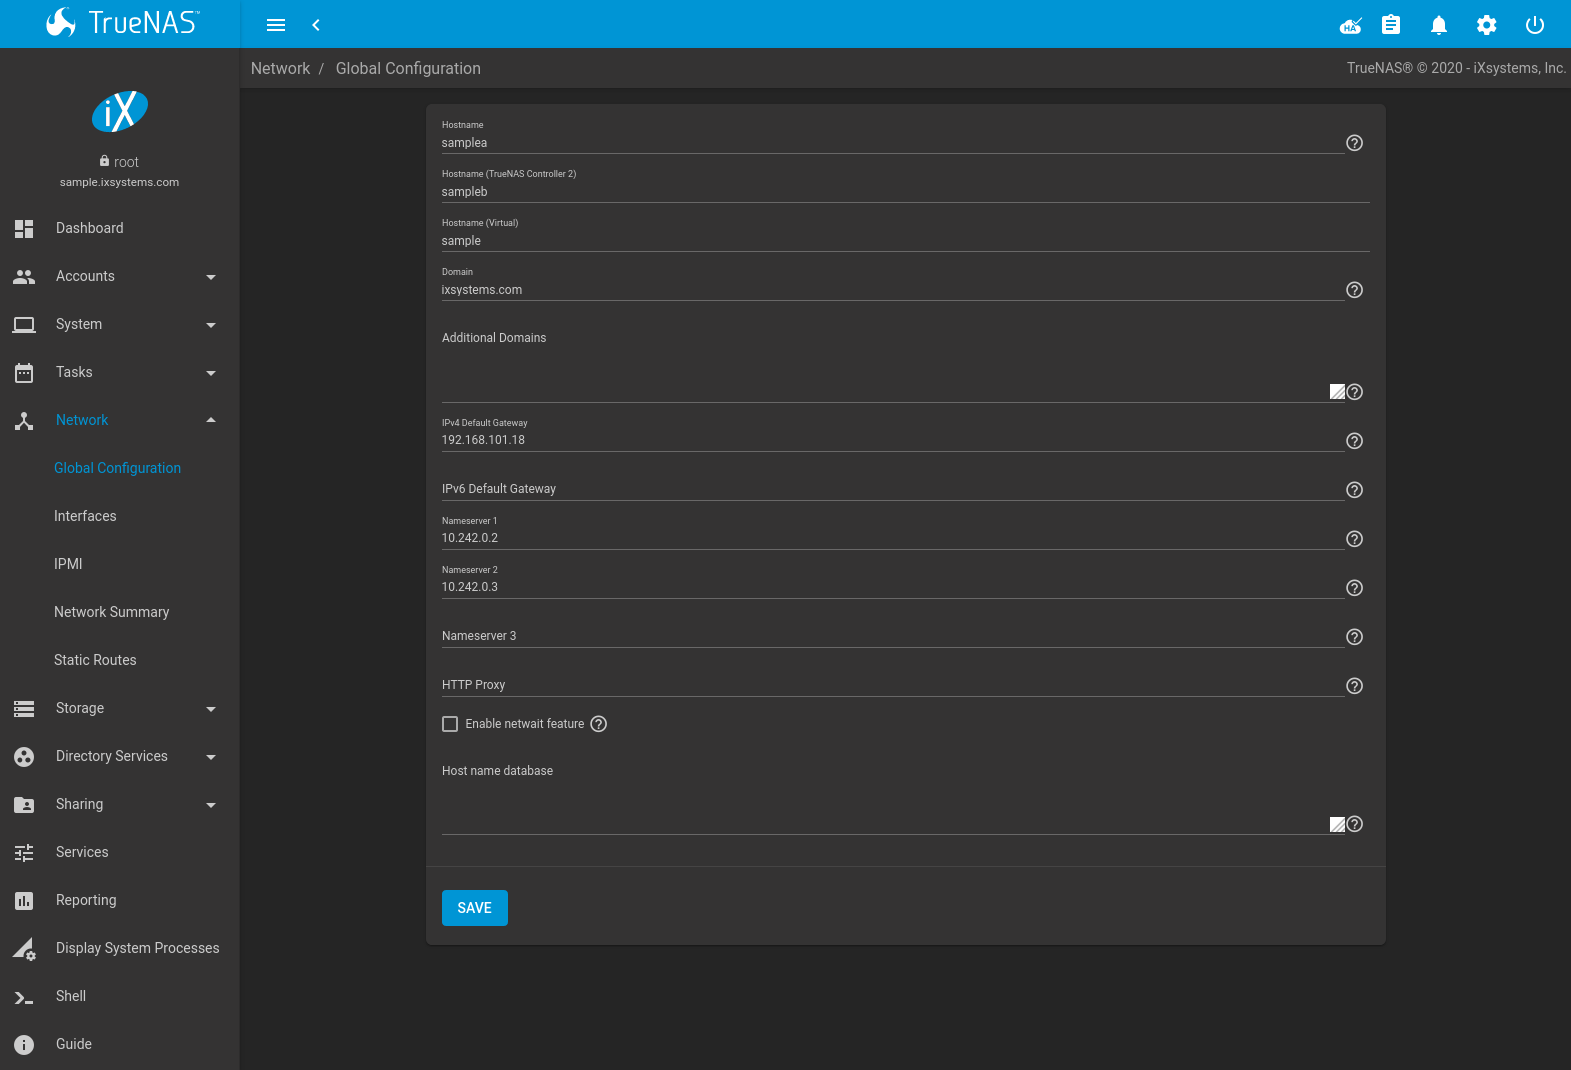 TrueNAS™
HA
Network / Global Configuration
TrueNAS® © 2020 - iXsystems, Inc.
iX
root
sample.ixsystems.com
Dashboard
Accounts
System
Tasks
Network
Global Configuration
Interfaces
IPMI
Network Summary
Static Routes
Storage
Directory Services
Sharing
Services
Reporting
Display System Processes
Shell
Guide
Hostname
samplea
Hostname (TrueNAS Controller 2)
sampleb
Hostname (Virtual)
sample
Domain
ixsystems.com
Additional Domains
IPv4 Default Gateway
192.168.101.18
IPv6 Default Gateway
Nameserver 1
10.242.0.2
Nameserver 2
10.242.0.3
Nameserver 3
HTTP Proxy
Enable netwait feature
Host name database
SAVE